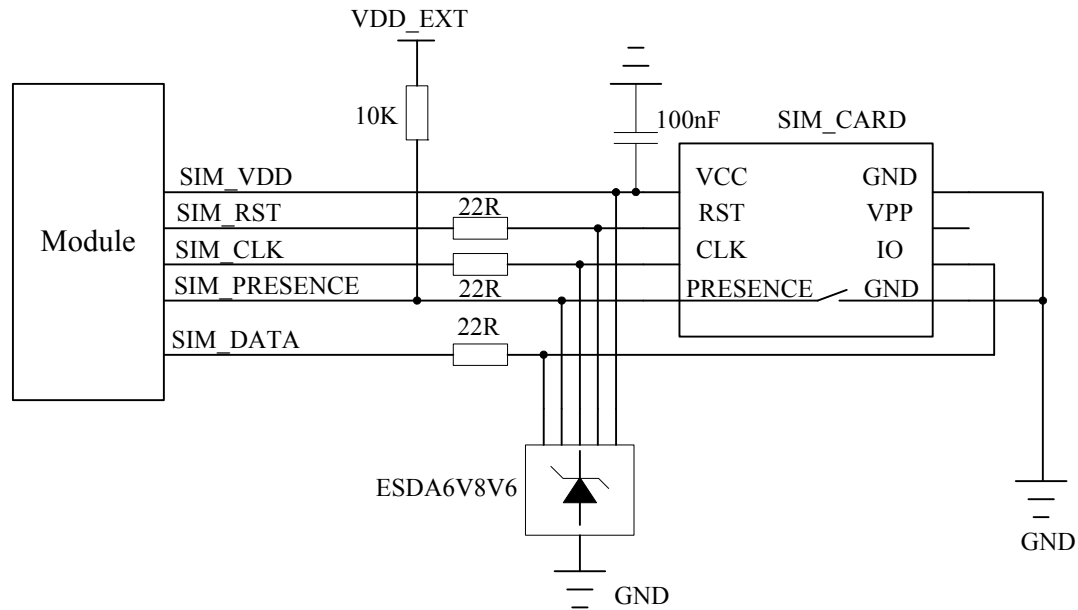 VDD_EXT
10K
100nF
SIM_CARD
Module
SIM_VDD
SIM_RST
SIM_CLK
SIM_PRESENCE
SIM_DATA
22R
22R
22R
VCC
GND
RST
VPP
CLK
IO
PRESENCE
GND
ESDA6V8V6
GND
GND